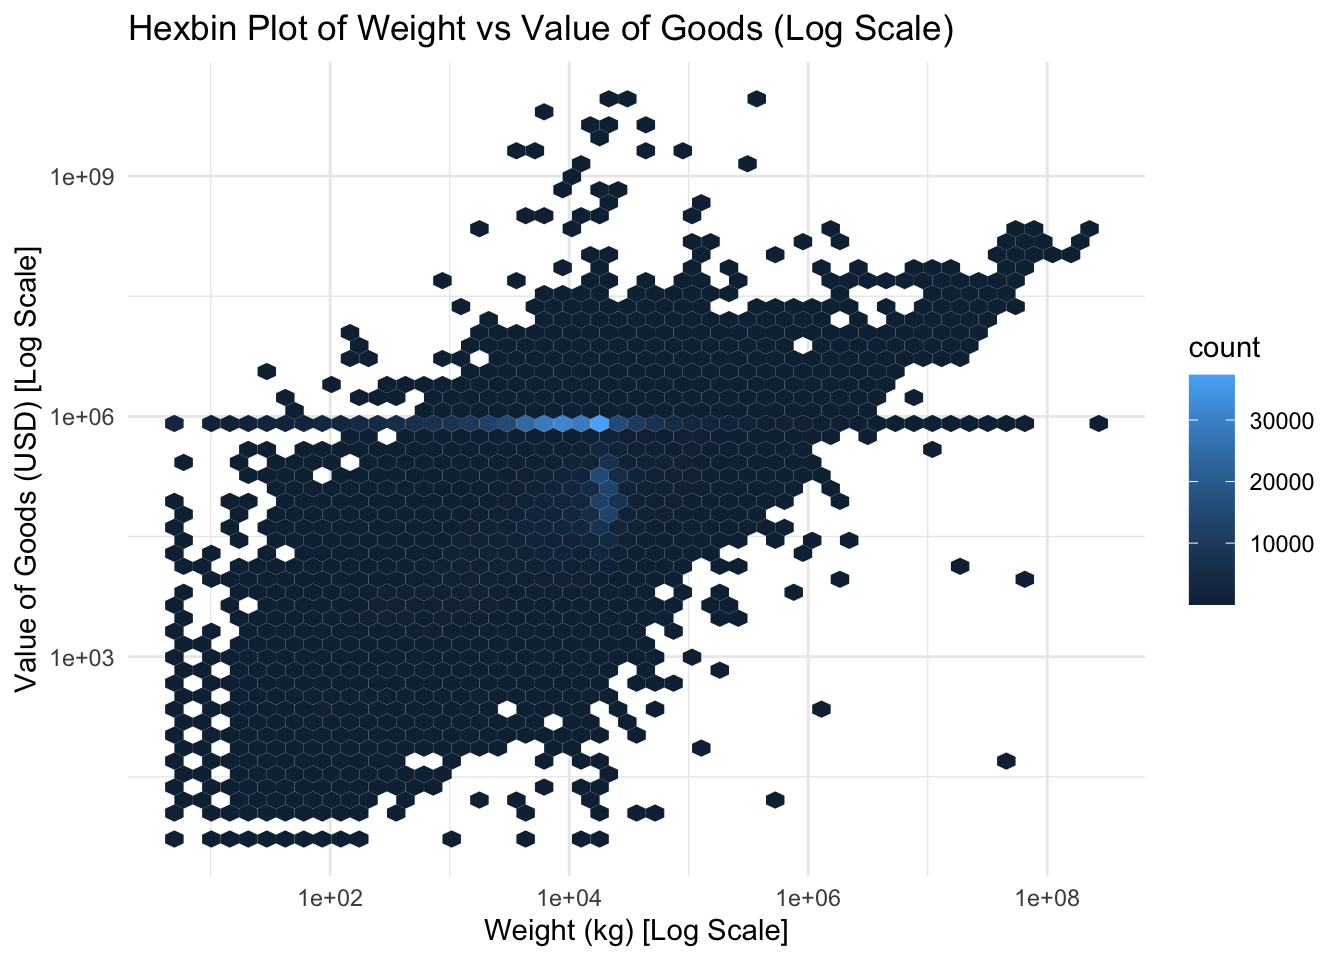 Hexbin Plot of Weight vs Value of Goods (Log Scale)
Value of Goods (USD) [Log Scale]
1e+09
1e+06
1e+03
1e+02
1e+04
1e+06
1e+08
Weight (kg) [Log Scale]
count
30000
20000
10000